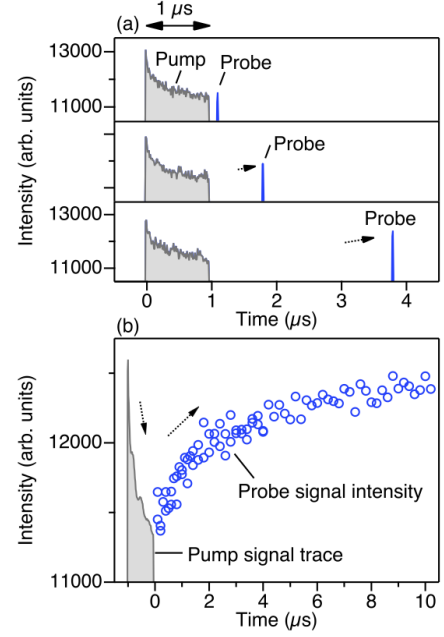 1 µs
(a)
13000
Pump
Probe
11000
Probe
Intensity (arb. units)
13000
Probe
11000
0 1 2 3 4
Time (µs)
(b)
Intensity (arb. units)
12000
Probe signal intensity
Pump signal trace
11000
0 2 4 6 8 10
Time (µs)